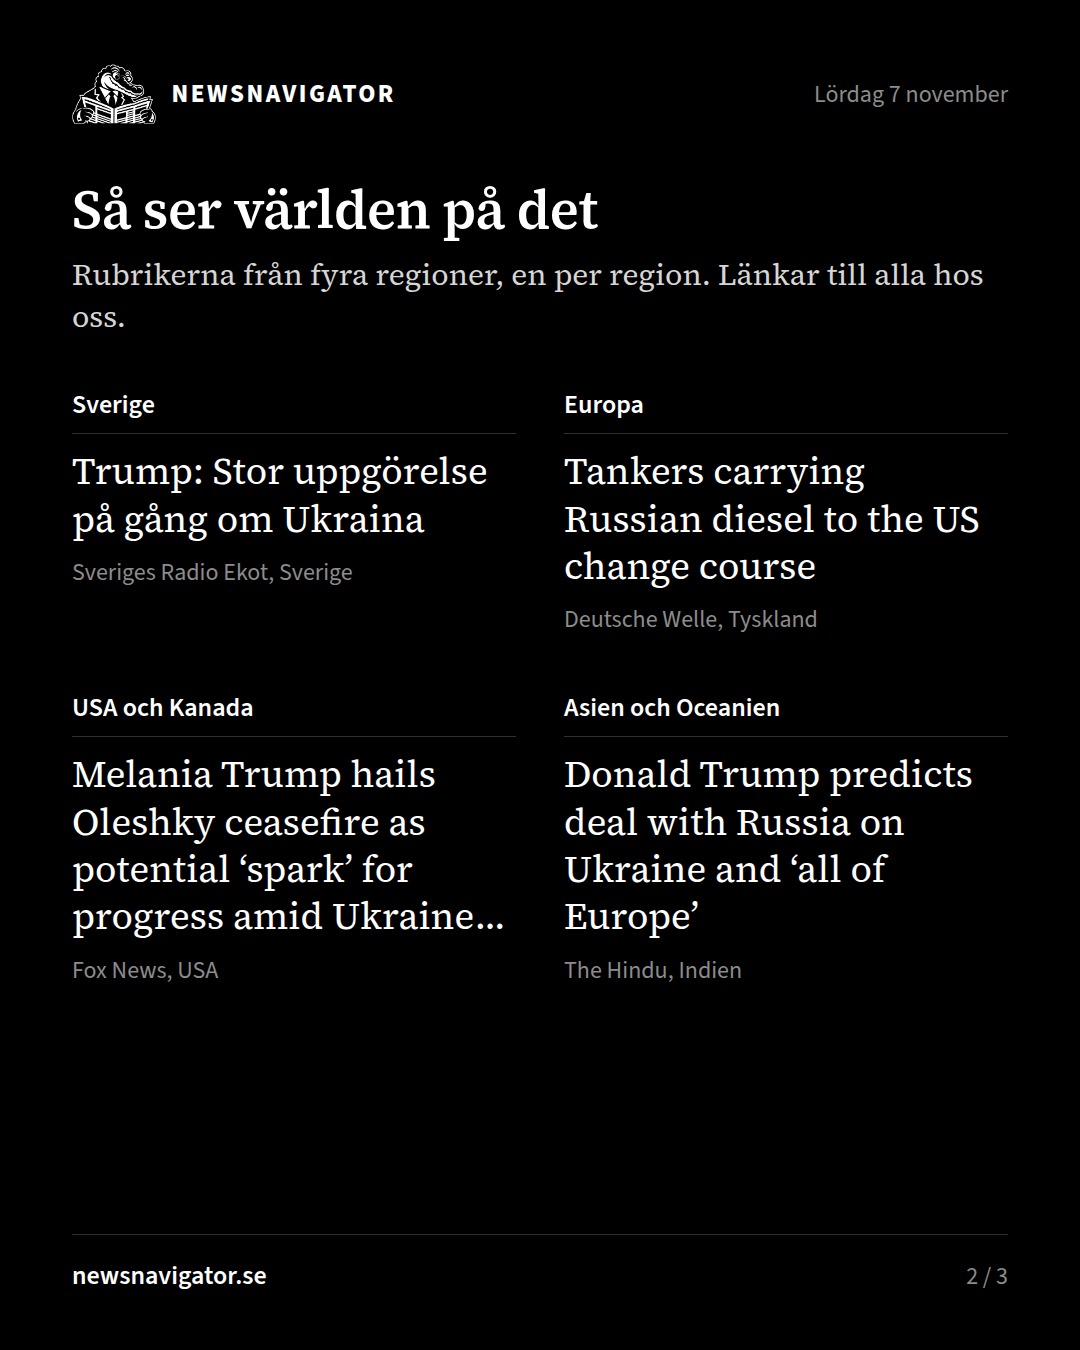 NEWSNAVIGATOR
Lördag 7 november
Så ser världen på det
Rubrikerna från fyra regioner, en per region. Länkar till alla hos
oss.
Sverige
Trump: Stor uppgörelse
på gång om Ukraina
Sveriges Radio Ekot, Sverige
Europa
Tankers carrying
Russian diesel to the US
change course
Deutsche Welle, Tyskland
USA och Kanada
Melania Trump hails
Oleshky ceasefire as
potential ‘spark’ for
progress amid Ukraine...
Fox News, USA
Asien och Oceanien
Donald Trump predicts
deal with Russia on
Ukraine and ‘all of
Europe’
The Hindu, Indien
newsnavigator.se
2 / 3